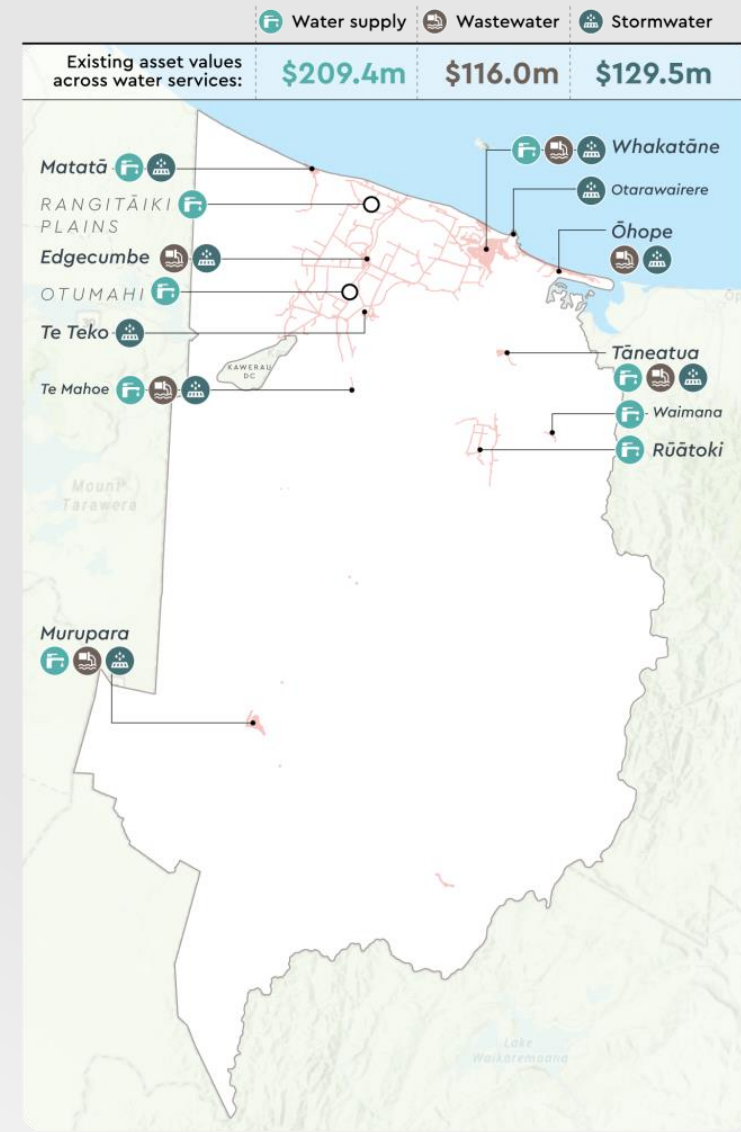 Water supply
Wastewater
Stormwater
Existing asset values
across water services:
$209.4m
$116.0m
$129.5m
Matatā
Whakatāne
RANGITĀIKI
PLAINS
Otarawairere
Ōhope
Edgecumbe
OTUMAHI
Te Teko
KAWERAU
DC
Tāneatua
Te Mahoe
Waimana
Rūātoki
Mount
Tarawera
Murupara
Lake
Waikaremoana